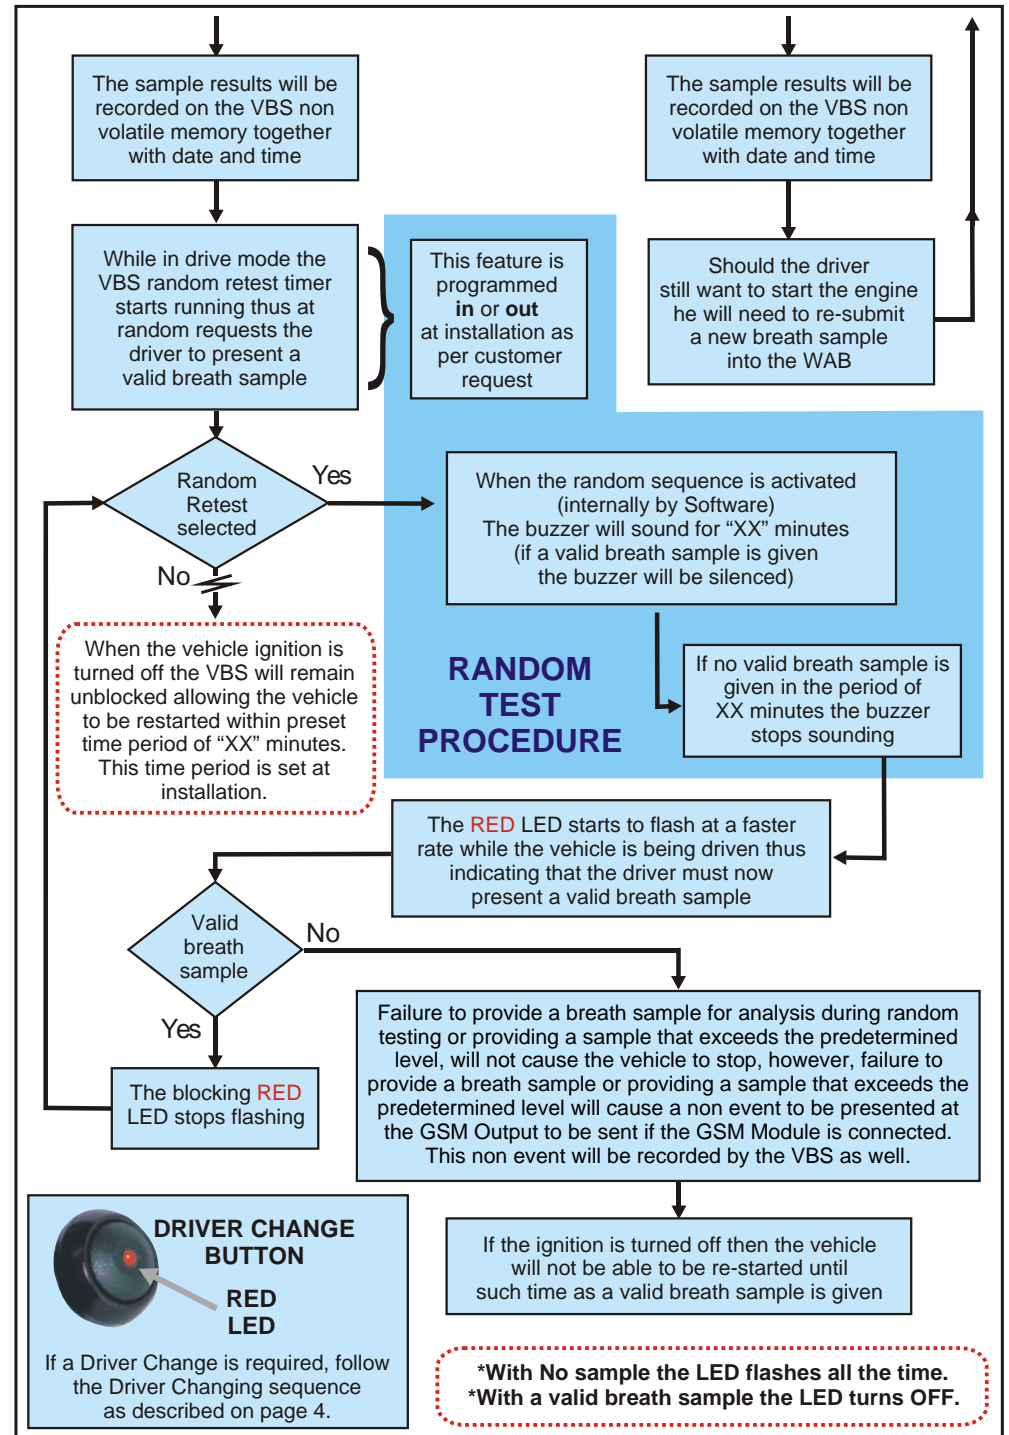 The sample results will be
recorded on the VBS non
volatile memory together
with date and time
The sample results will be
recorded on the VBS non
volatile memory together
with date and time
While in drive mode the
VBS random retest timer
starts running thus at
random requests the
driver to present a
valid breath sample
This feature is
programmed
in or out
at installation as
per customer
request
Should the driver
still want to start the engine
he will need to re-submit
a new breath sample
into the WAB
Random
Retest
selected
Yes
No
When the random sequence is activated
(internally by Software)
The buzzer will sound for “XX” minutes
(if a valid breath sample is given
the buzzer will be silenced)
When the vehicle ignition is
turned off the VBS will remain
unblocked allowing the vehicle
to be restarted within preset
time period of “XX” minutes.
This time period is set at
installation.
RANDOM
TEST
PROCEDURE
If no valid breath sample is
given in the period of
XX minutes the buzzer
stops sounding
The RED LED starts to flash at a faster
rate while the vehicle is being driven thus
indicating that the driver must now
present a valid breath sample
Valid
breath
sample
No
Yes
The blocking RED
LED stops flashing
Failure to provide a breath sample for analysis during random
testing or providing a sample that exceeds the predetermined
level, will not cause the vehicle to stop, however, failure to
provide a breath sample or providing a sample that exceeds the
predetermined level will cause a non event to be presented at
the GSM Output to be sent if the GSM Module is connected.
This non event will be recorded by the VBS as well.
If the ignition is turned off then the vehicle
will not be able to be re-started until
such time as a valid breath sample is given
DRIVER CHANGE
BUTTON
RED
LED
If a Driver Change is required, follow
the Driver Changing sequence
as described on page 4.
*With No sample the LED flashes all the time.
*With a valid breath sample the LED turns OFF.